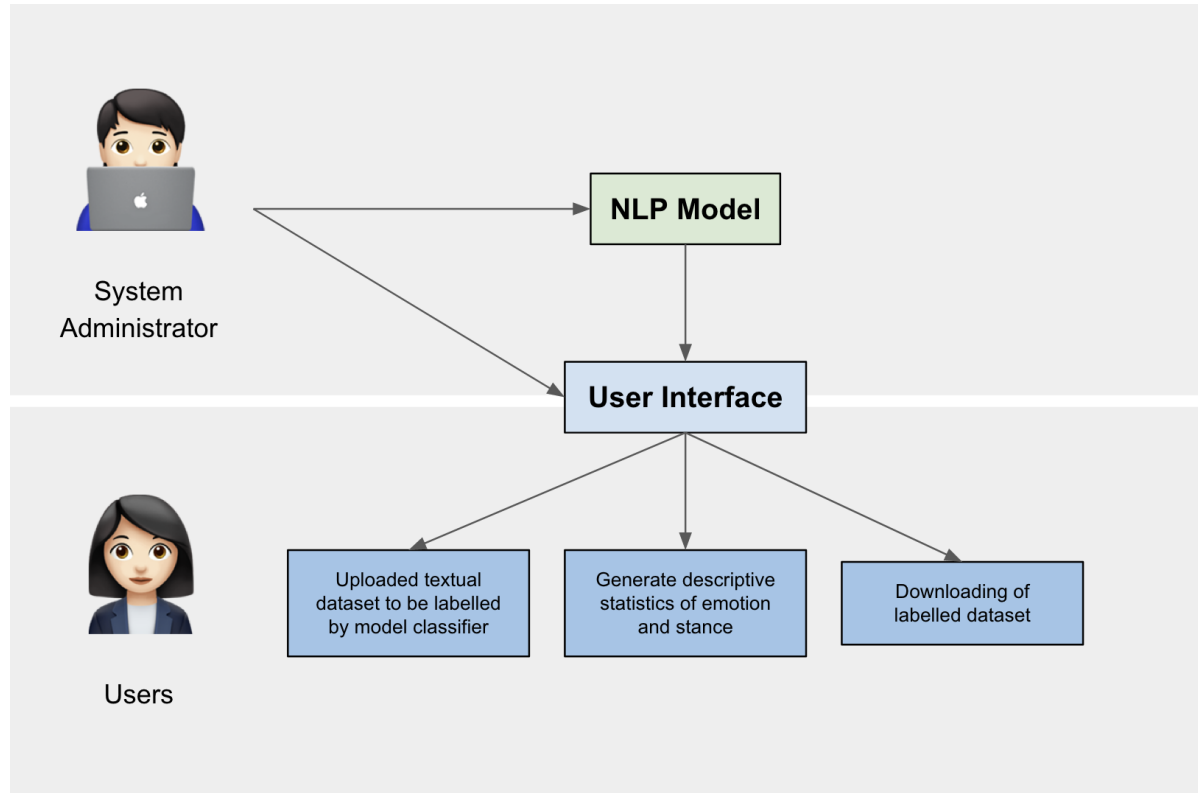 NLP Model
System
Administrator
User Interface
Uploaded textual
dataset to be labelled
by model classifier
Generate descriptive
statistics of emotion
and stance
Downloading of
labelled dataset
Users